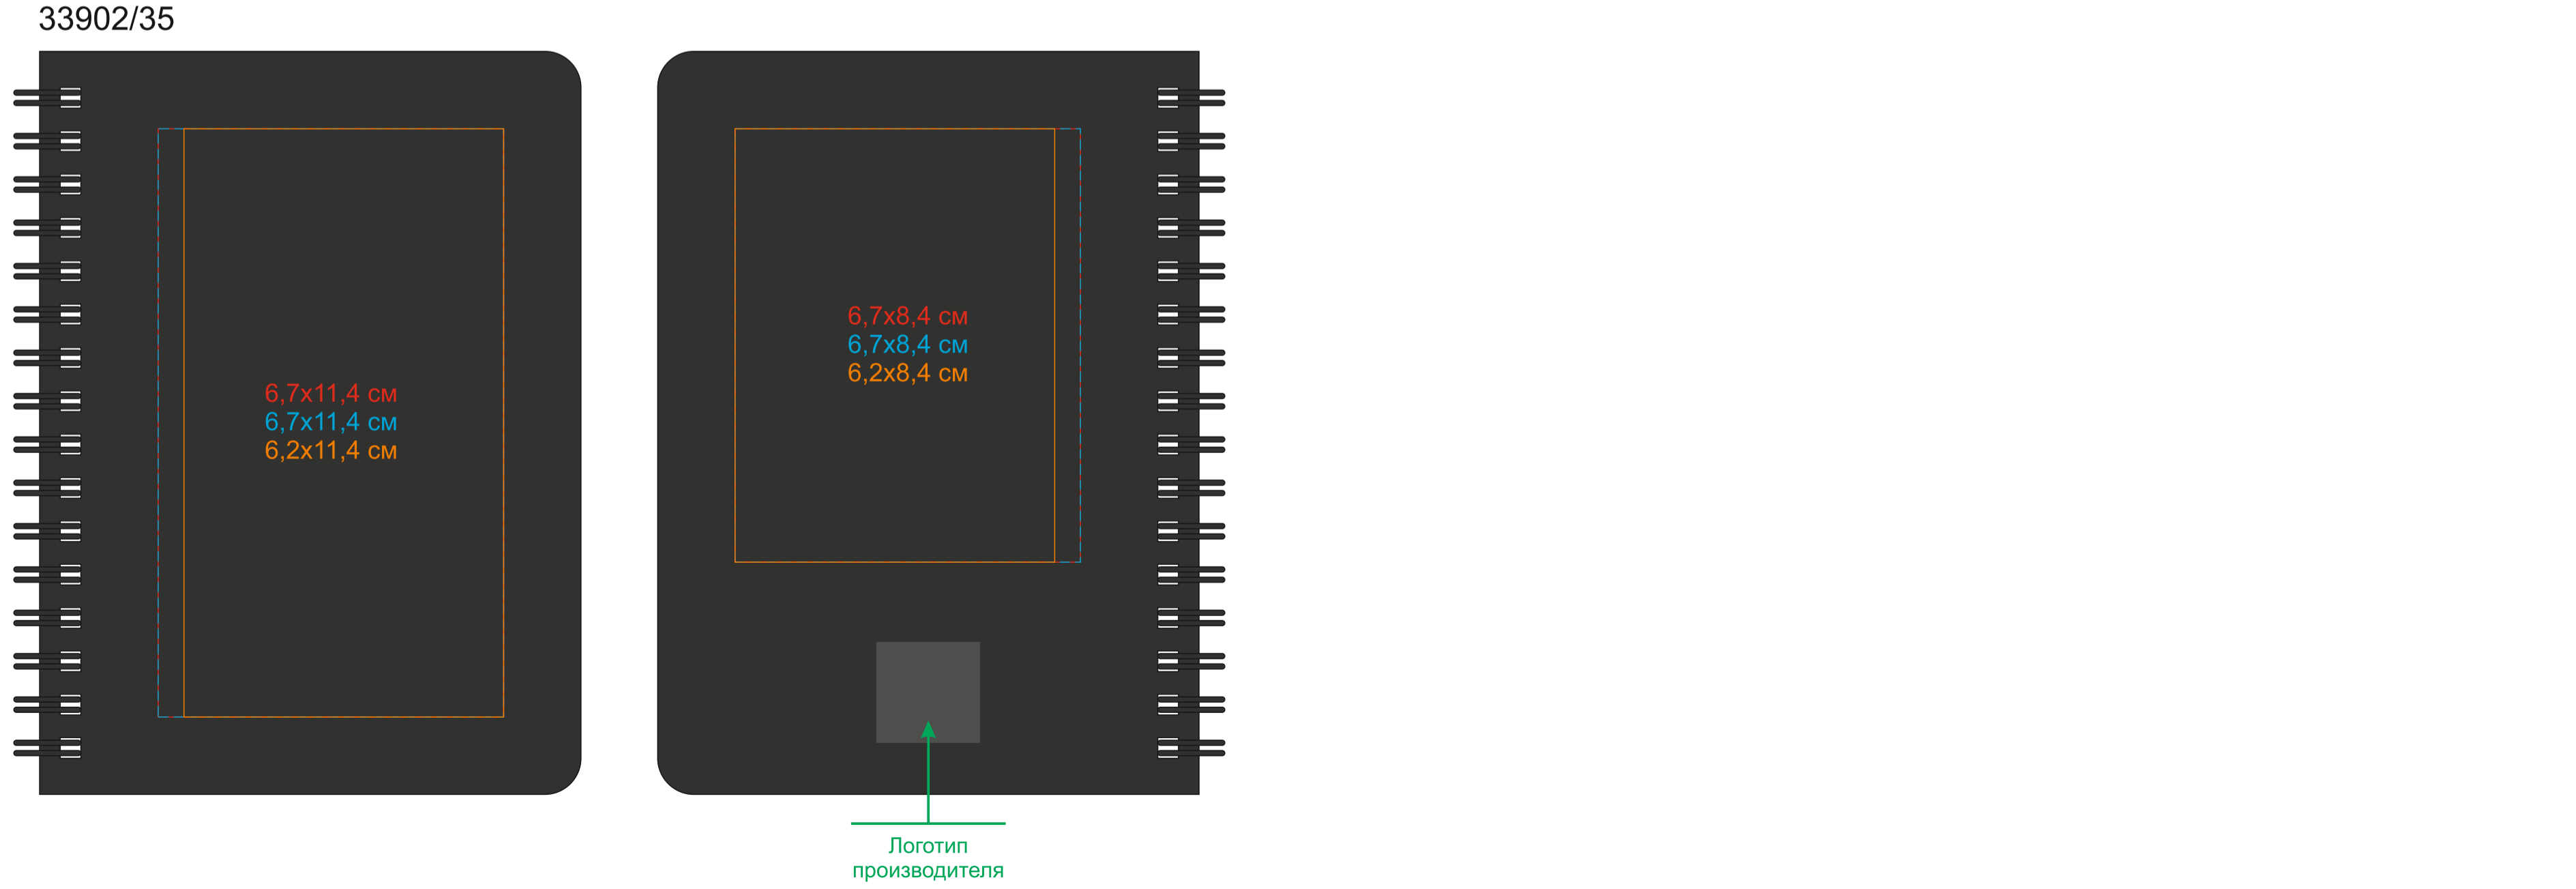 33902/35
6,7x11,4 см
6,7x11,4 см
6,2x11,4 см
6,7x8,4 см
6,7x8,4 см
6,2x8,4 см
Логотип
производителя